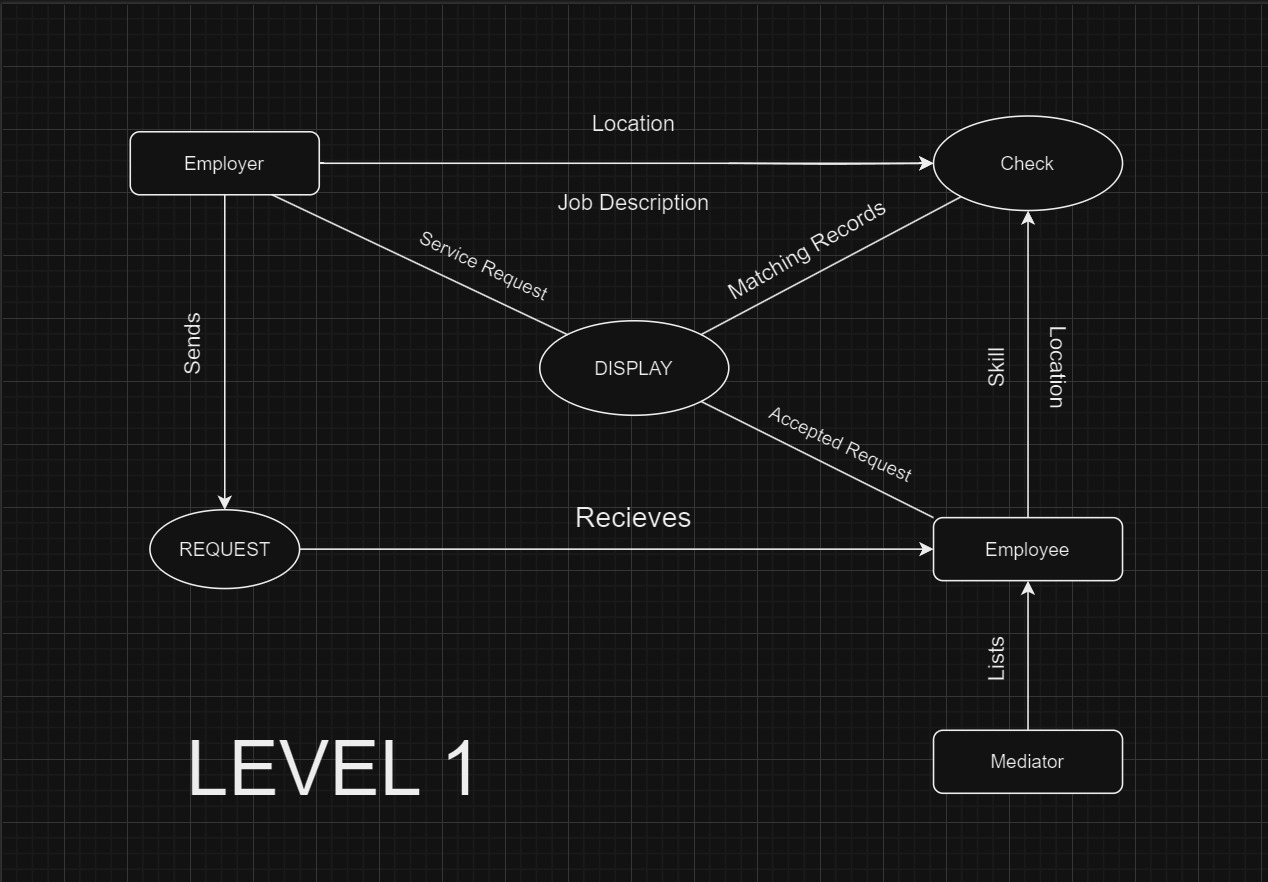 Location
Employer
Check
Job Description
Service Request
Matching Records
Sends
DISPLAY
Skill
Location
Accepted Request
Recieves
REQUEST
Employee
Lists
LEVEL 1
Mediator